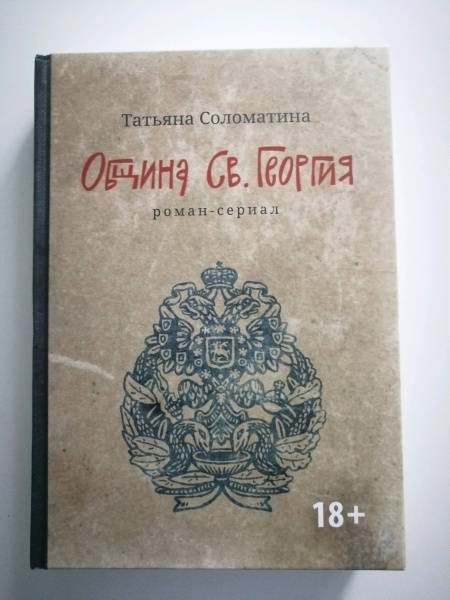 Татьяна Соломатина
Община Св. Георгия
роман-сериал
18+